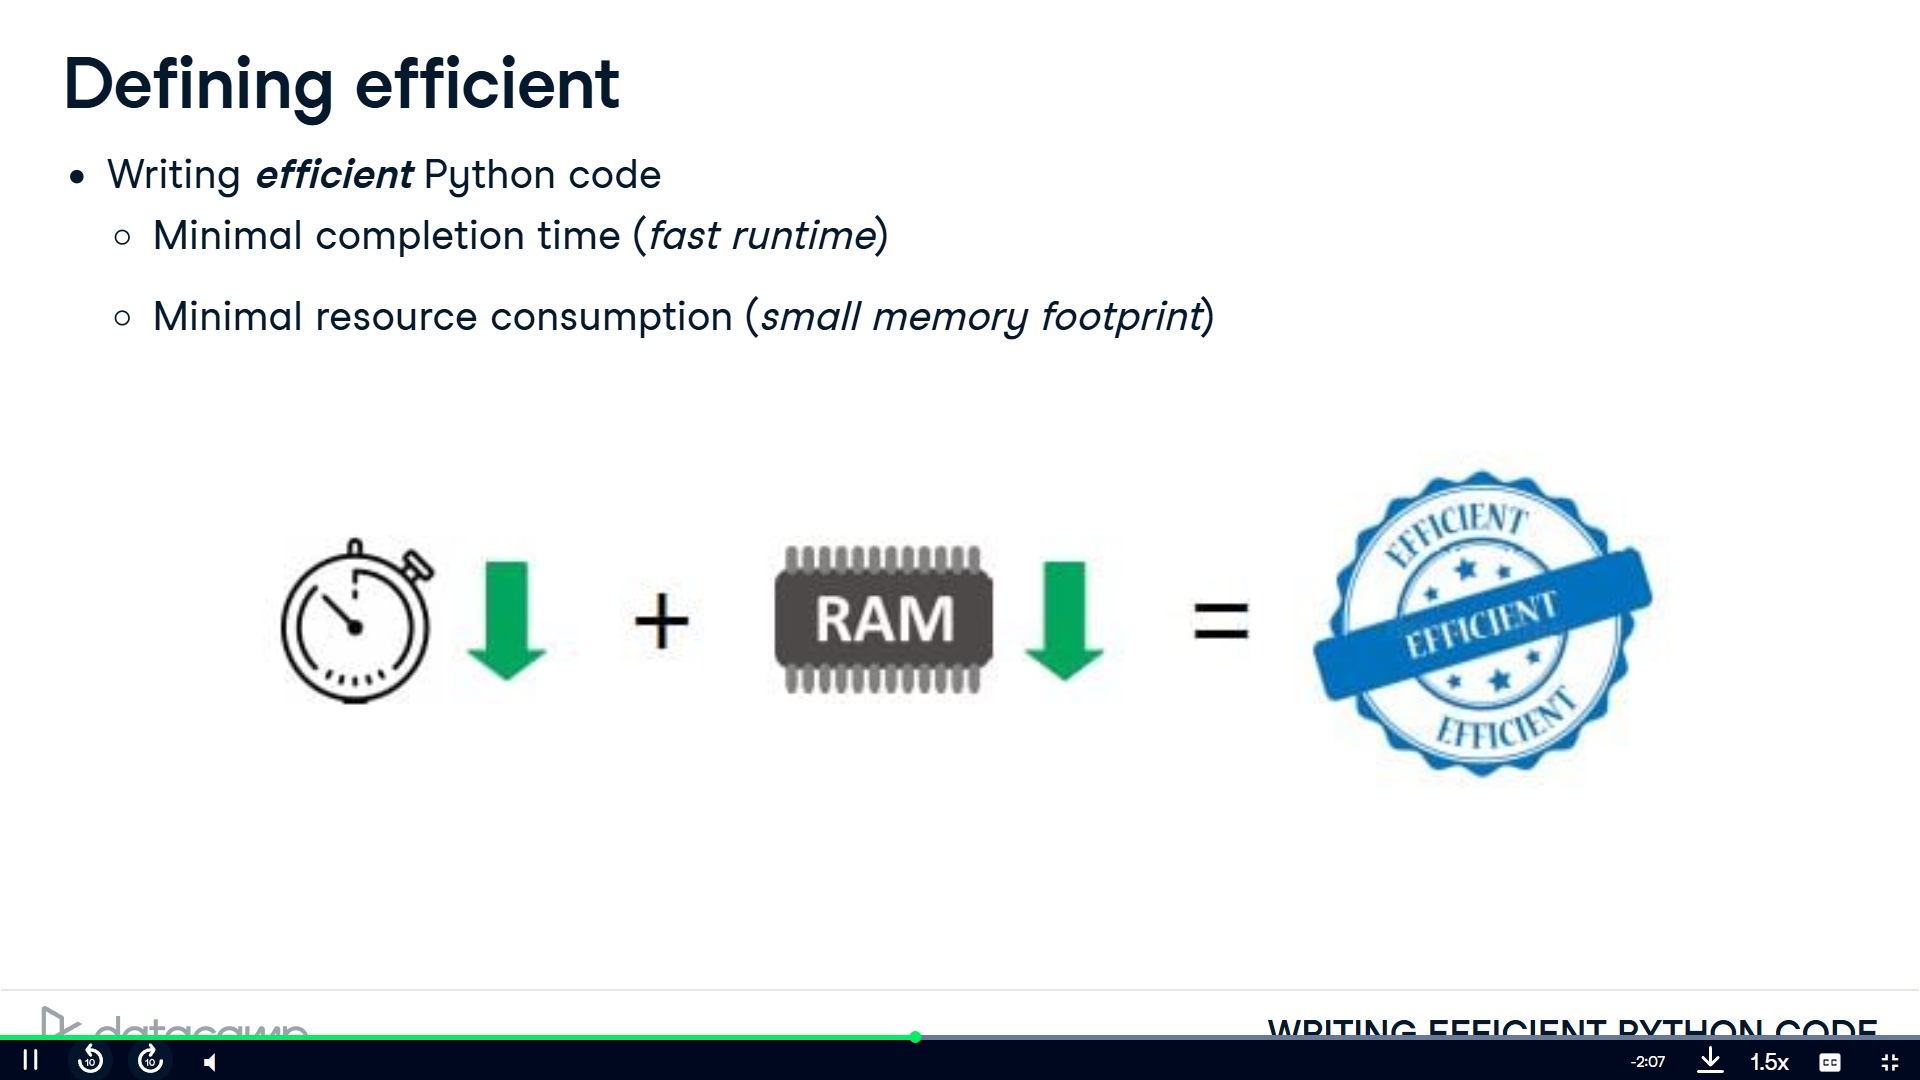 Defining efficient
• Writing efficient Python code
○ Minimal completion time (fast runtime)
○ Minimal resource consumption (small memory footprint)
+ RAM =
EFFICIENT
EFFICIENT
EFFICIENT
datacamp
WRITING EFFICIENT PYTHON CODE
10
10
-2:07
1.5x
CC